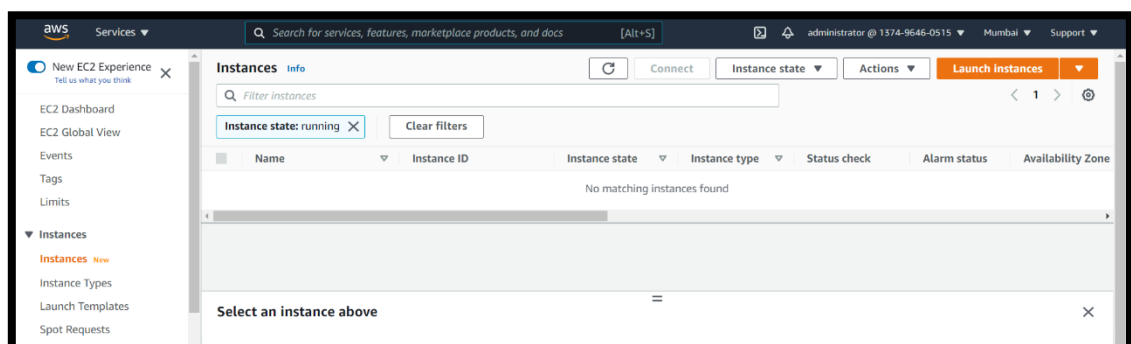 aws Services ▼ Search for services, features, marketplace products, and docs [Alt+S] administrator @ 1374-9646-0515 ▼ Mumbai ▼ Support ▼
New EC2 Experience
Tell us what you think
EC2 Dashboard
EC2 Global View
Events
Tags
Limits
▼ Instances
Instances New
Instance Types
Launch Templates
Spot Requests
Instances Info Connect Instance state ▼ Actions ▼ Launch instances ▼
Filter instances < 1 >
Instance state: running Clear filters
Name Instance ID Instance state Instance type Status check Alarm status Availability Zone
No matching instances found
Select an instance above